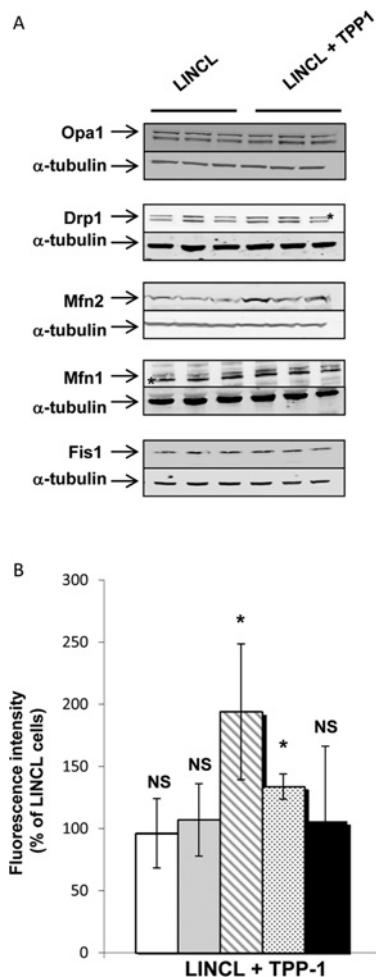 A
LINCL
LINCL + TPP1
Opa1
α-tubulin
Drp1
*
α-tubulin
Mfn2
α-tubulin
Mfn1
*
α-tubulin
Fis1
α-tubulin
B
Fluorescence intensity
(% of LINCL cells)
300
250
200
150
100
50
0
NS
NS
*
*
NS
LINCL + TPP-1